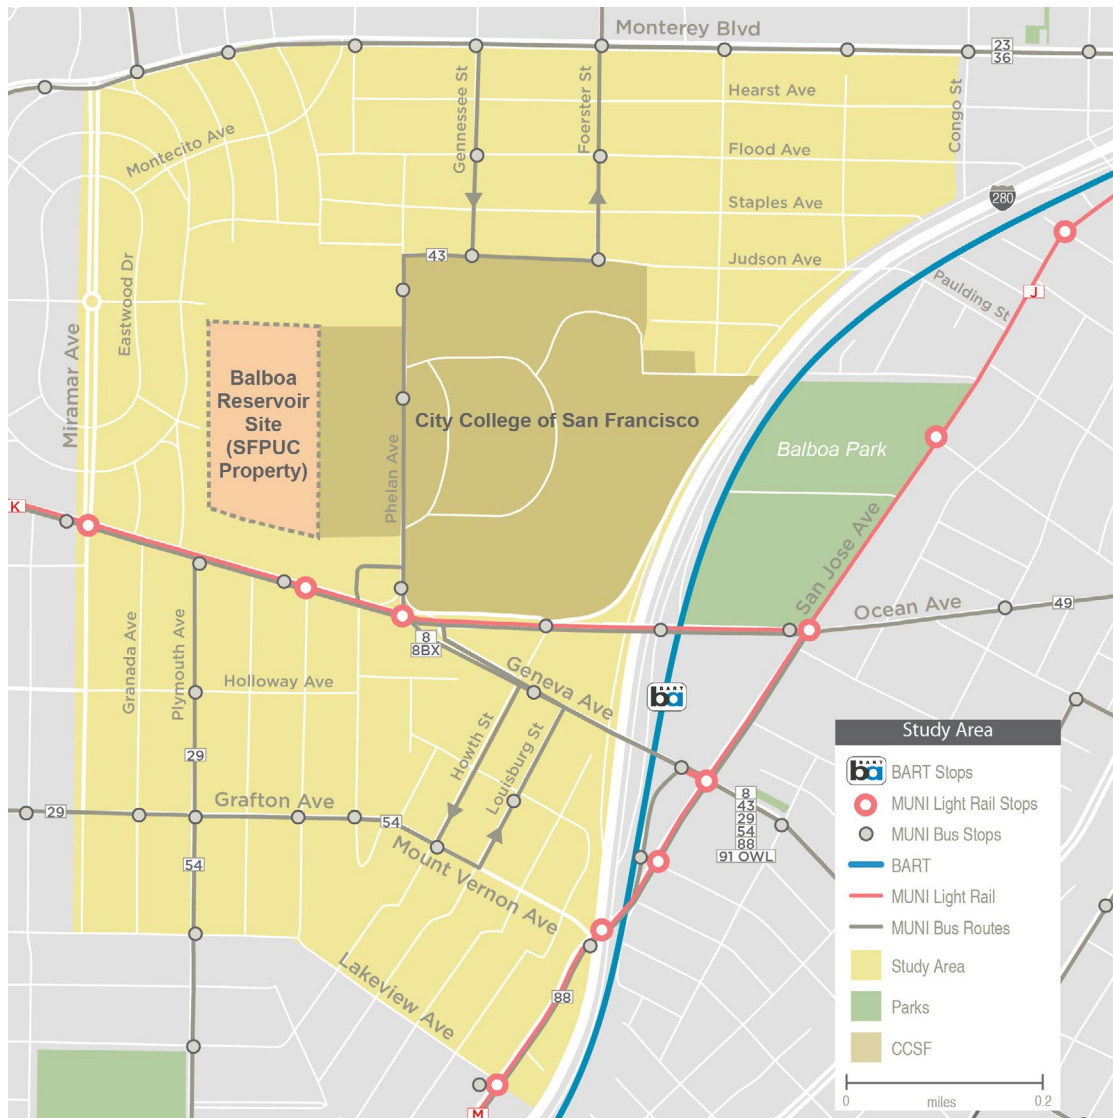 Monterey Blvd
23
36
Gennessee St
Foerster St
Hearst Ave
Congo St
Montecito Ave
Flood Ave
280
Staples Ave
Eastwood Dr
43
Judson Ave
Paulding St
J
Miramar Ave
Balboa
Reservoir
Site
(SFPUC
Property)
City College of San Francisco
Balboa Park
Phelan Ave
K
San Jose Ave
Ocean Ave
49
8
8BX
Geneva Ave
Granada Ave
Plymouth Ave
Holloway Ave
BART
ba
Howth St
Louisburg St
29
Grafton Ave
29
54
54
Mount Vernon Ave
8
43
29
54
88
91 OWL
Lakeview Ave
88
M
Study Area
BART
ba
BART Stops
MUNI Light Rail Stops
MUNI Bus Stops
BART
MUNI Light Rail
MUNI Bus Routes
Study Area
Parks
CCSF
0
miles
0.2